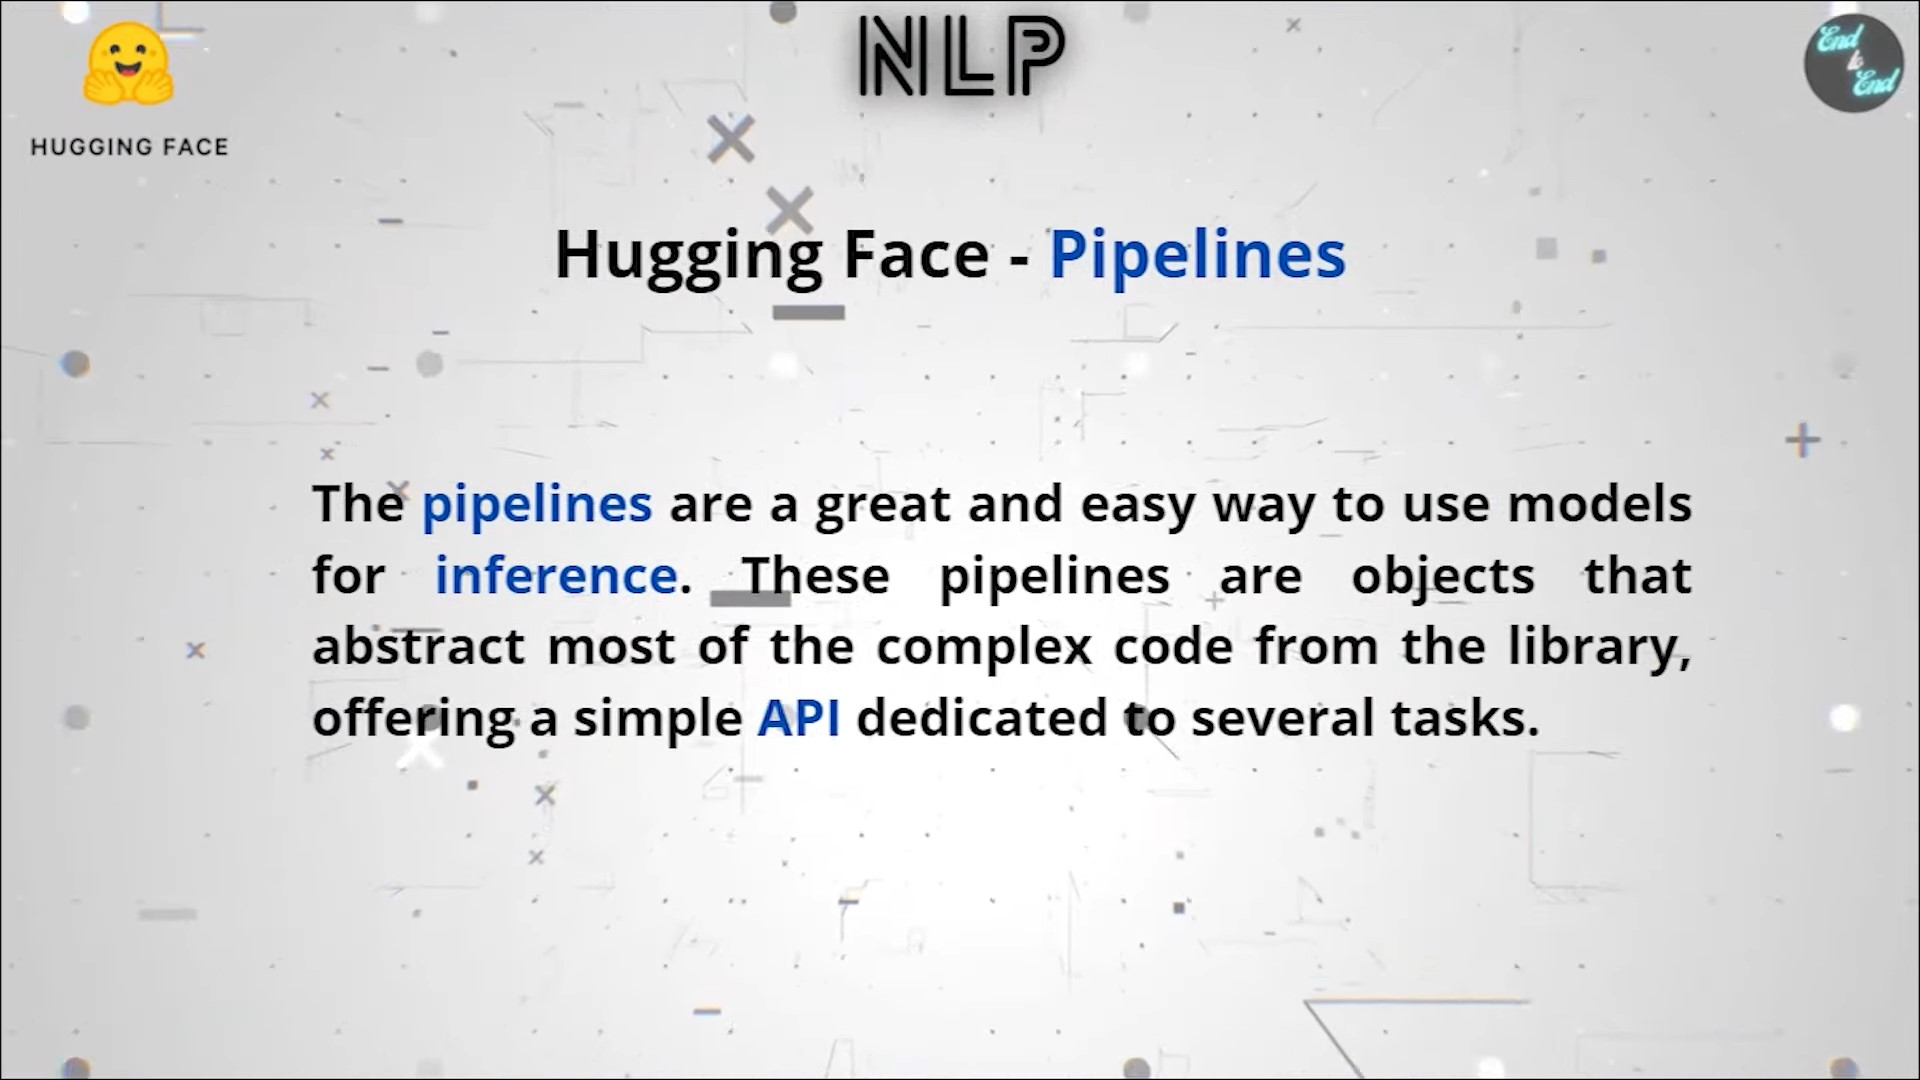 NLP
End
to
End
HUGGING FACE
Hugging Face - Pipelines
The pipelines are a great and easy way to use models
for inference. These pipelines are objects that
abstract most of the complex code from the library,
offering a simple API dedicated to several tasks.